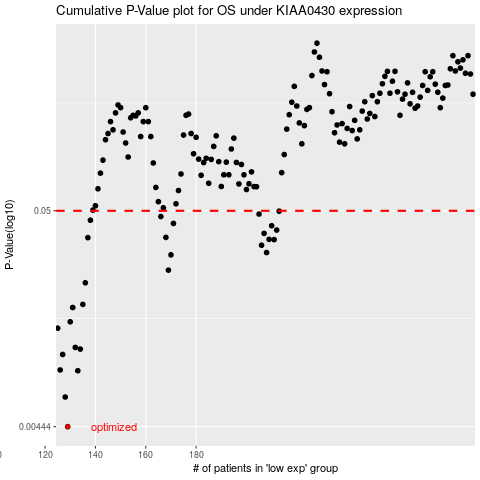 Cumulative P-Value plot for OS under KIAA0430 expression
P-Value(log10)
0.05
0.00444
optimized
0 120 140 160 180
# of patients in 'low exp' group